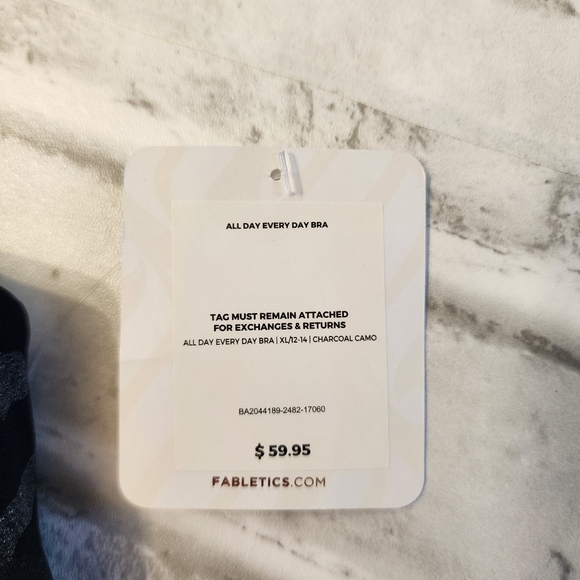 ALL DAY EVERY DAY BRA
TAG MUST REMAIN ATTACHED
FOR EXCHANGES & RETURNS
ALL DAY EVERY DAY BRA | XL/12-14 | CHARCOAL CAMO
BA2044189-2482-17060
$ 59.95
FABLETICS.COM